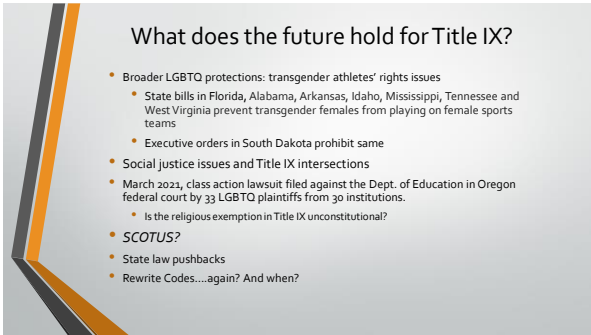 What does the future hold for Title IX?
• Broader LGBTQ protections: transgender athletes' rights issues
• State bills in Florida, Alabama, Arkansas, Idaho, Mississippi, Tennessee and
West Virginia prevent transgender females from playing on female sports
teams
• Executive orders in South Dakota prohibit same
• Social justice issues and Title IX intersections
• March 2021, class action lawsuit filed against the Dept. of Education in Oregon
federal court by 33 LGBTQ plaintiffs from 30 institutions.
• Is the religious exemption in Title IX unconstitutional?
• SCOTUS?
• State law pushbacks
• Rewrite Codes....again? And when?